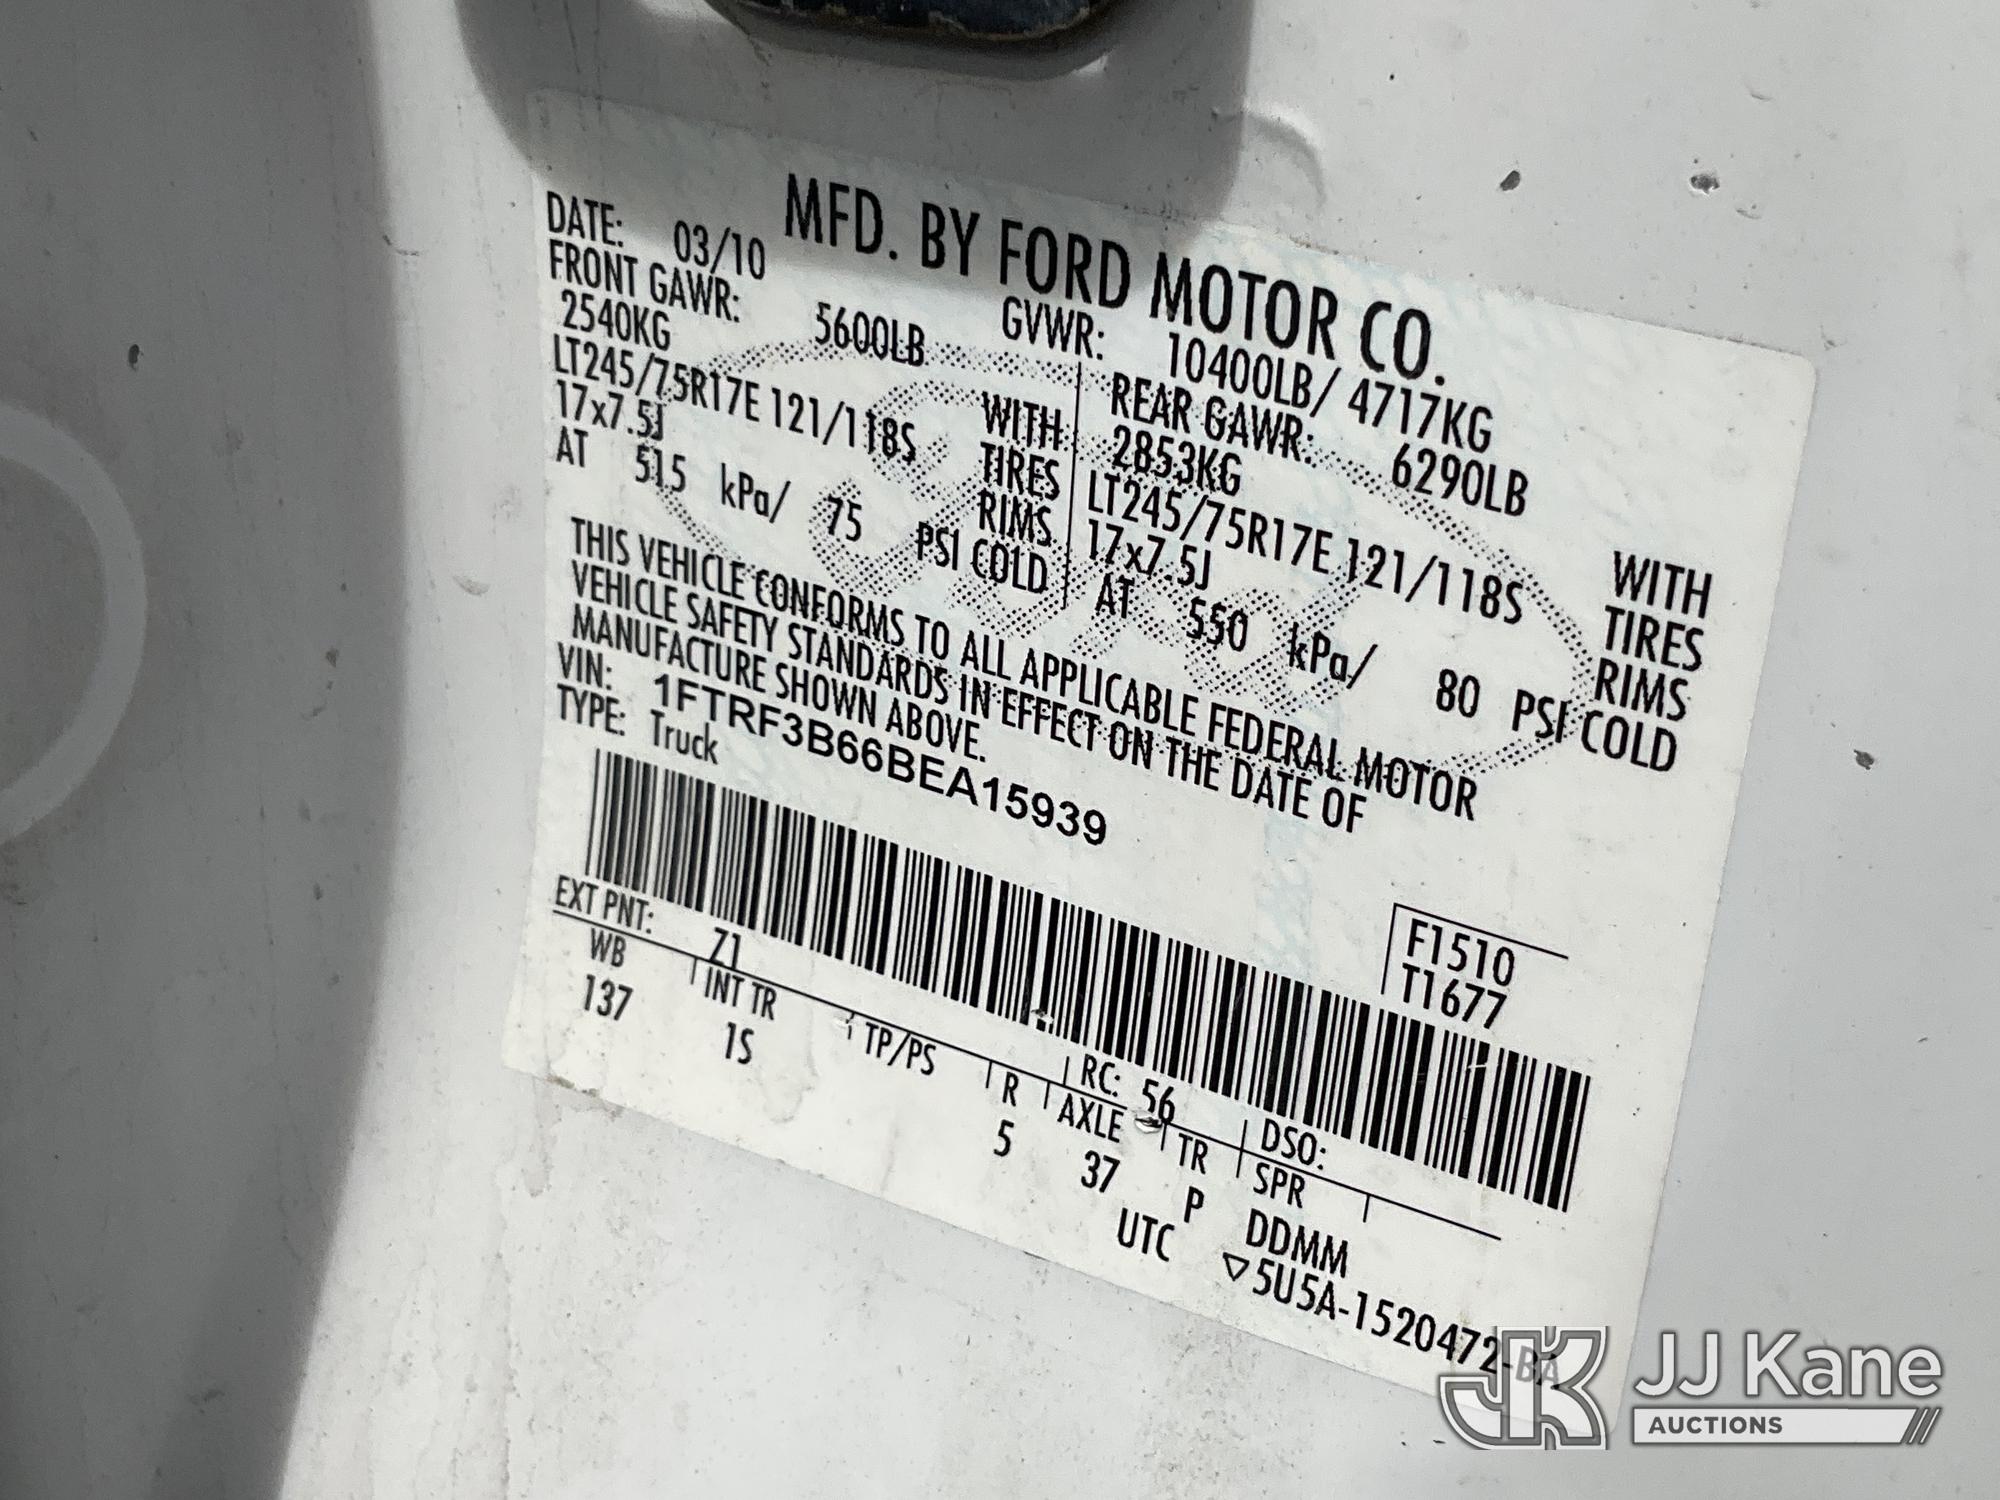 MFD. BY FORD MOTOR CO.
DATE: 03/10 GVWR: 10400LB/ 4717KG
FRONT GAWR: 5600LB REAR GAWR: 6290LB
2540KG WITH 2853KG WITH
LT245/75R17E 121/118S TIRES LT245/75R17E 121/118S TIRES
17x7.5J RIMS 17x7.5J RIMS
AT 515 kPa/ 75 PSI COLD AT 550 kPa/ 80 PSI COLD
THIS VEHICLE CONFORMS TO ALL APPLICABLE FEDERAL MOTOR
VEHICLE SAFETY STANDARDS IN EFFECT ON THE DATE OF
MANUFACTURE SHOWN ABOVE.
VIN: 1FTRF3B66BEA15939
TYPE: Truck
F1510
T1677
EXT PNT: Z1 RC: 56 DSO:
WB INT TR TP/PS R AXLE TR SPR
137 1S 5 37 P DDMM
UTC ▽5U5A-1520472-BA
JJ Kane
AUCTIONS